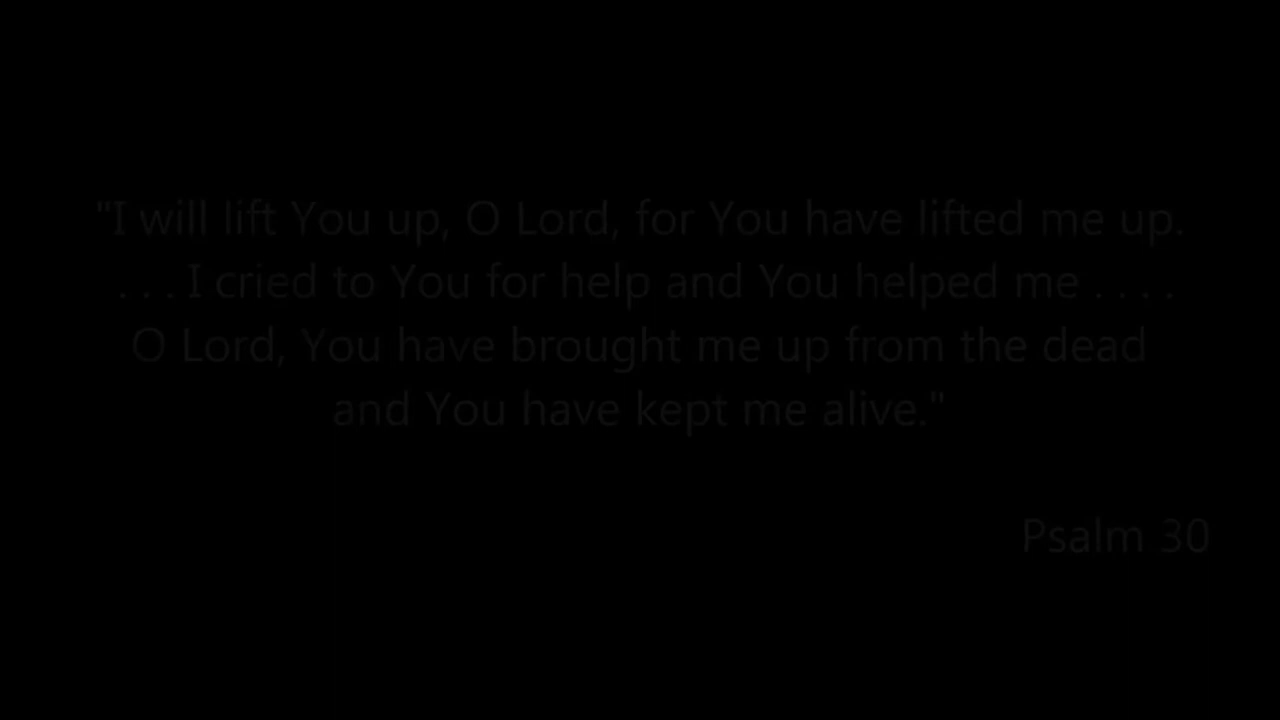 "I will lift You up, O Lord, for You have lifted me up.
. . . I cried to You for help and You helped me . . . .
O Lord, You have brought me up from the dead
and You have kept me alive."
Psalm 30